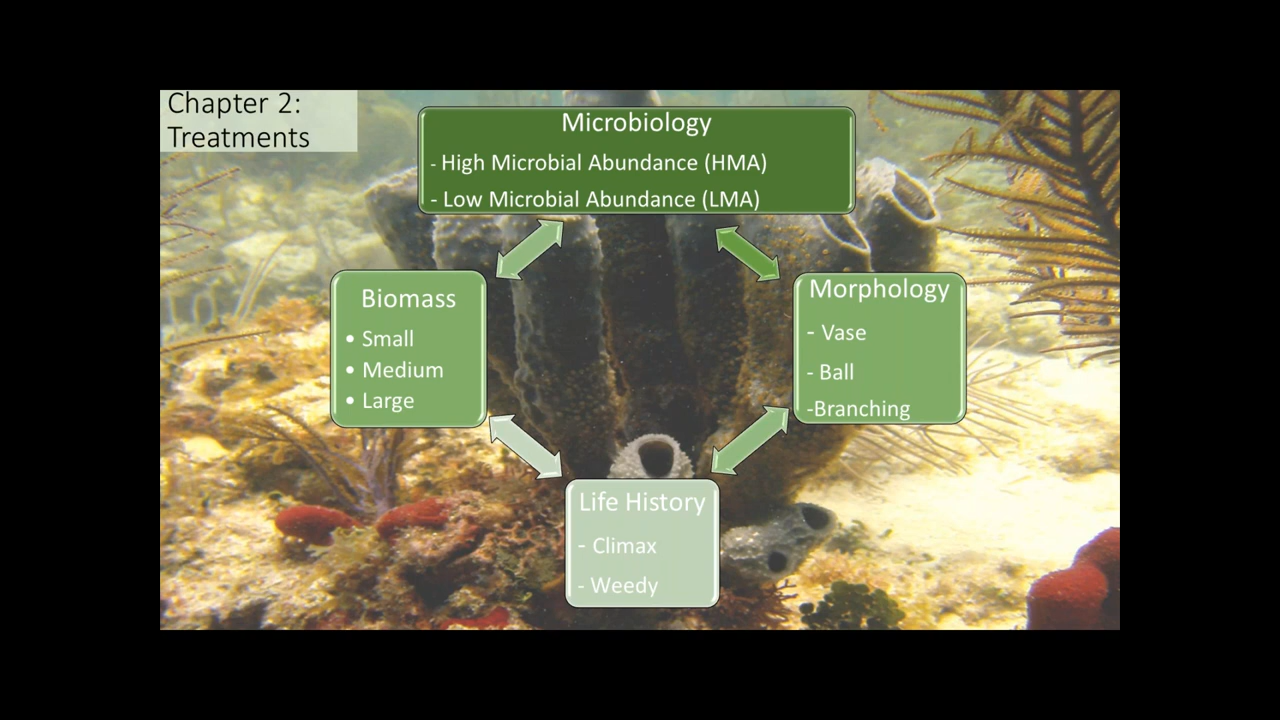 Chapter 2:
Treatments
Microbiology
- High Microbial Abundance (HMA)
- Low Microbial Abundance (LMA)
Biomass
• Small
• Medium
• Large
Morphology
- Vase
- Ball
-Branching
Life History
- Climax
- Weedy